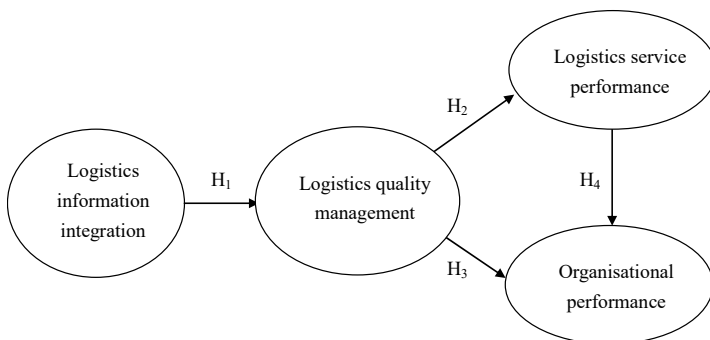 Logistics
information
integration
H₁
Logistics quality
management
H₂
H₃
Logistics service
performance
H₄
Organisational
performance